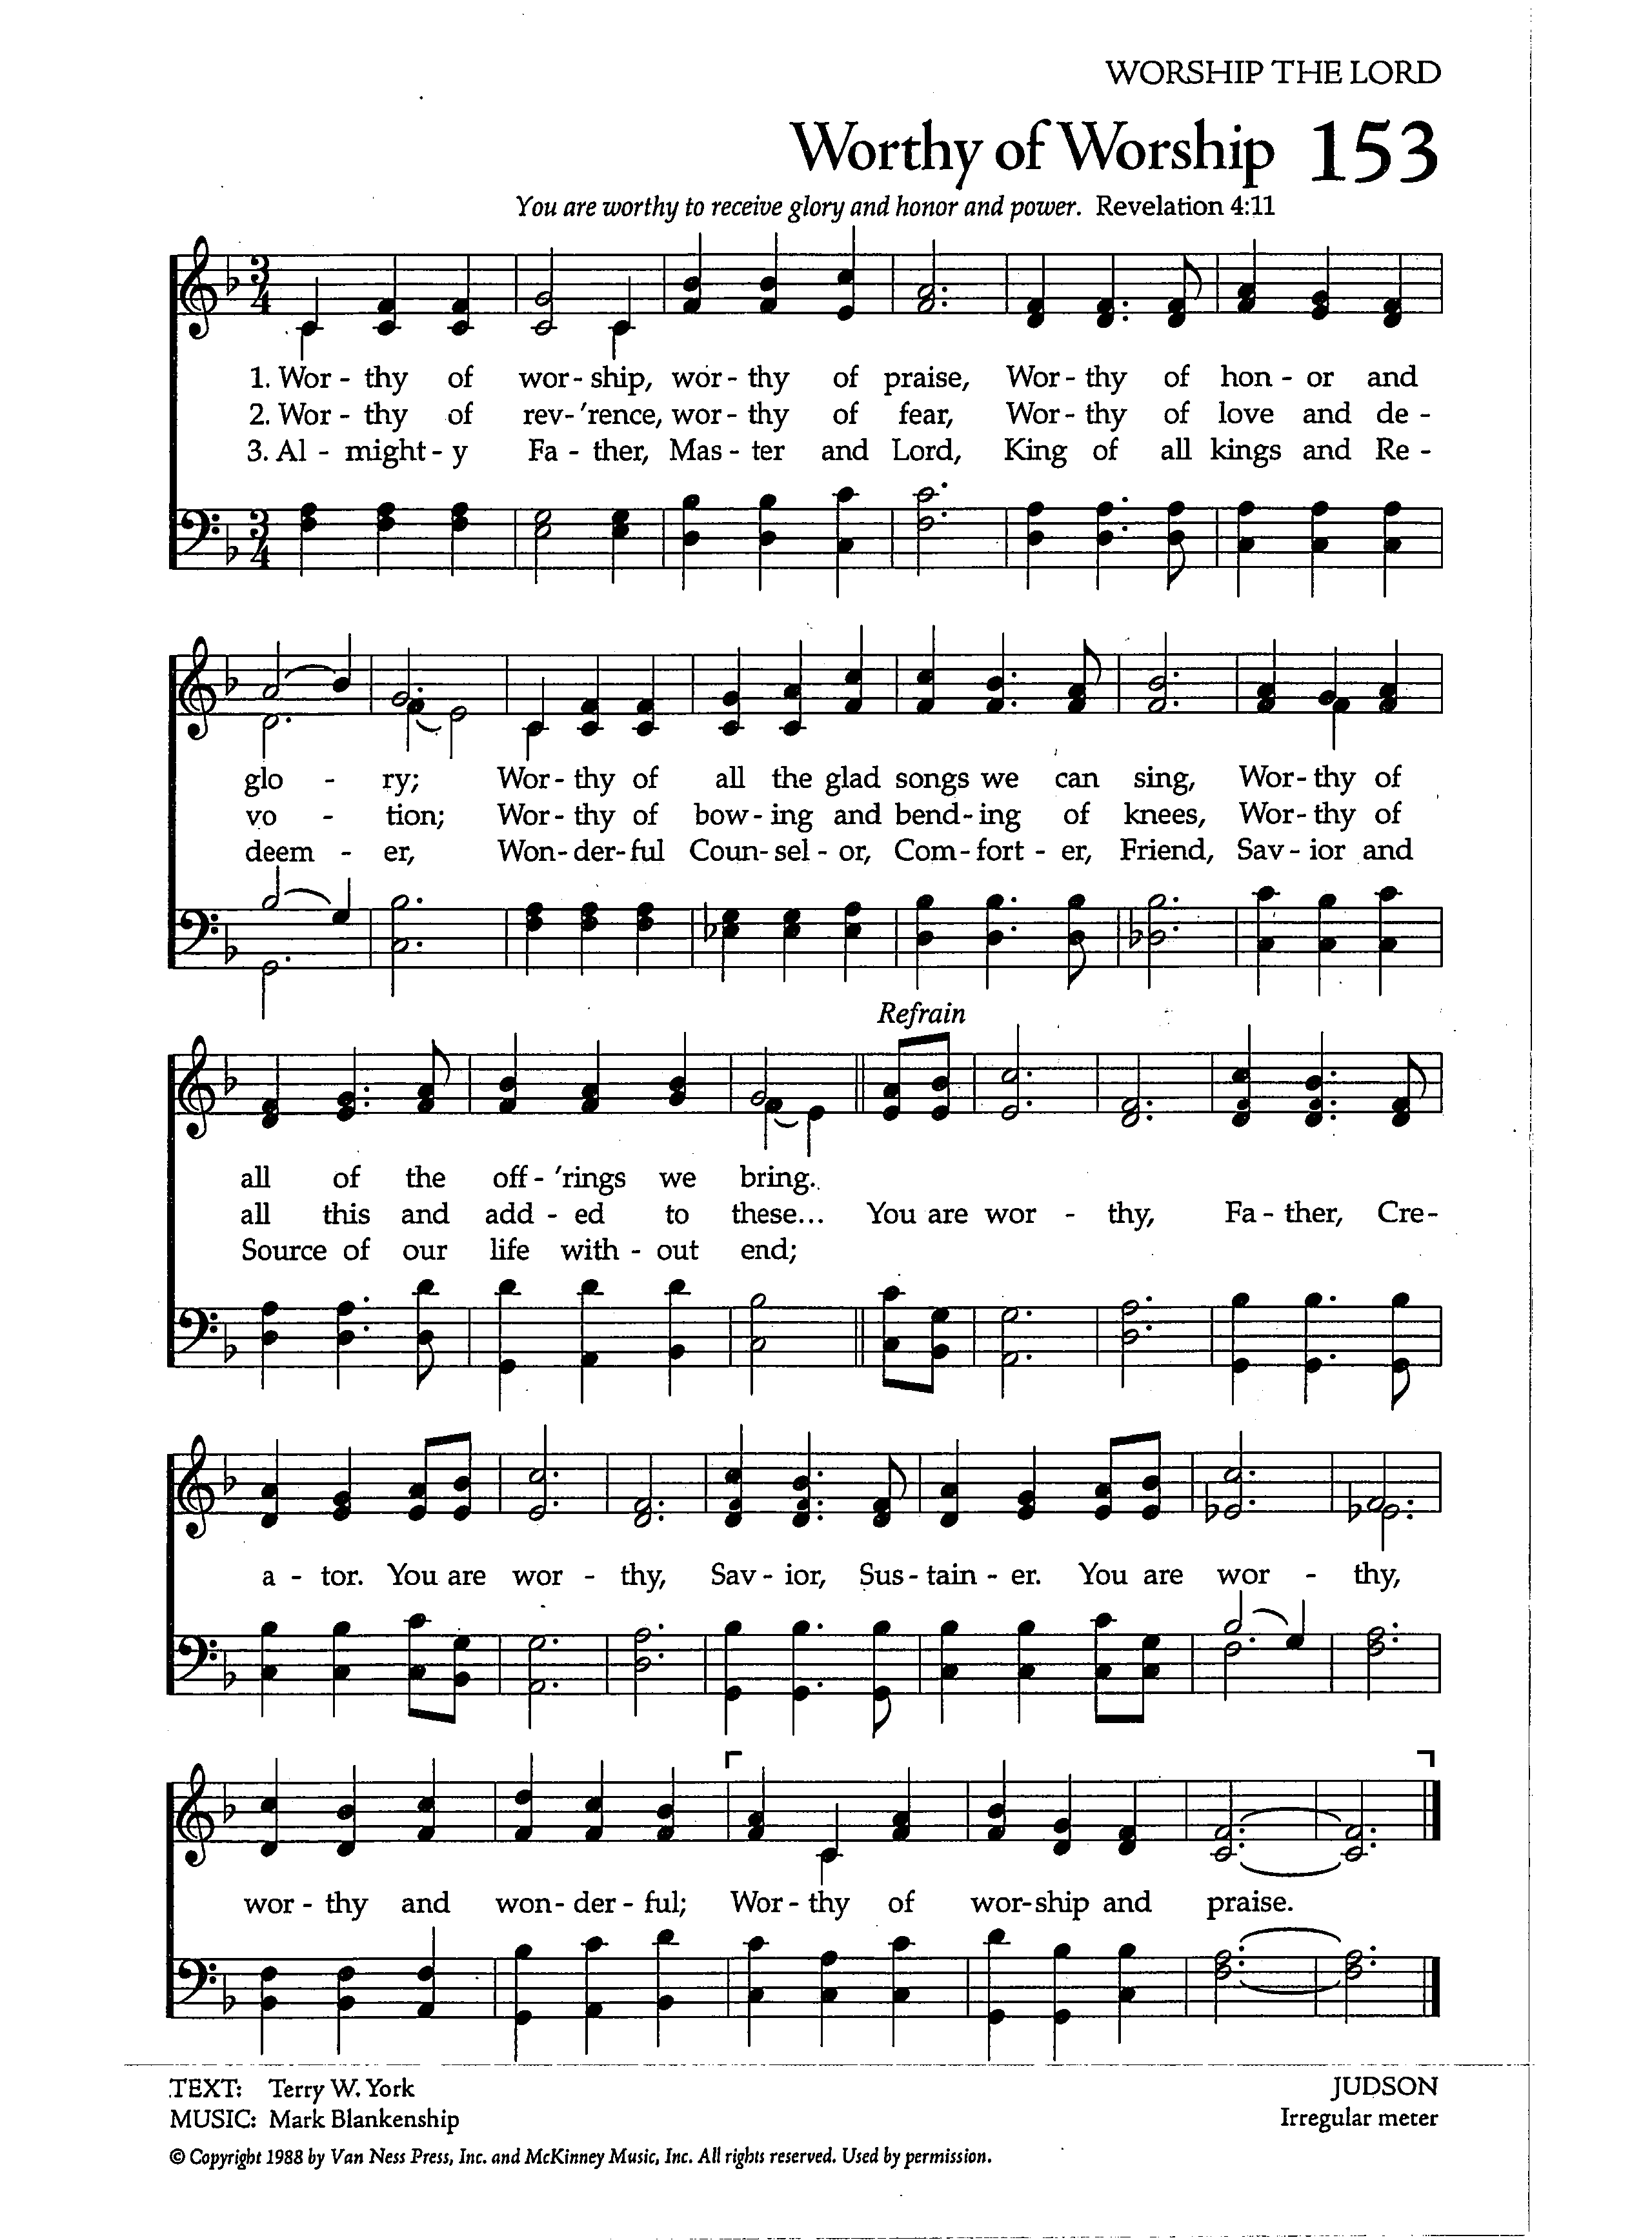 WORSHIP THE LORD
Worthy of Worship 153
You are worthy to receive glory and honor and power. Revelation 4:11
3 4
1. Wor - thy of wor - ship, wor - thy of praise, Wor - thy of hon - or and
2. Wor - thy of rev - 'rence, wor - thy of fear, Wor - thy of love and de -
3. Al - might - y Fa - ther, Mas - ter and Lord, King of all kings and Re -
3 4
glo - ry; Wor - thy of all the glad songs we can sing, Wor - thy of
vo - tion; Wor - thy of bow - ing and bend - ing of knees, Wor - thy of
deem - er, Won - der - ful Coun - sel - or, Com - fort - er, Friend, Sav - ior and
Refrain
all of the off - 'rings we bring.
all this and add - ed to these... You are wor - thy, Fa - ther, Cre -
Source of our life with - out end;
a - tor. You are wor - thy, Sav - ior, Sus - tain - er. You are wor - thy,
wor - thy and won - der - ful; Wor - thy of wor - ship and praise.
TEXT: Terry W. York JUDSON
MUSIC: Mark Blankenship Irregular meter
© Copyright 1988 by Van Ness Press, Inc. and McKinney Music, Inc. All rights reserved. Used by permission.